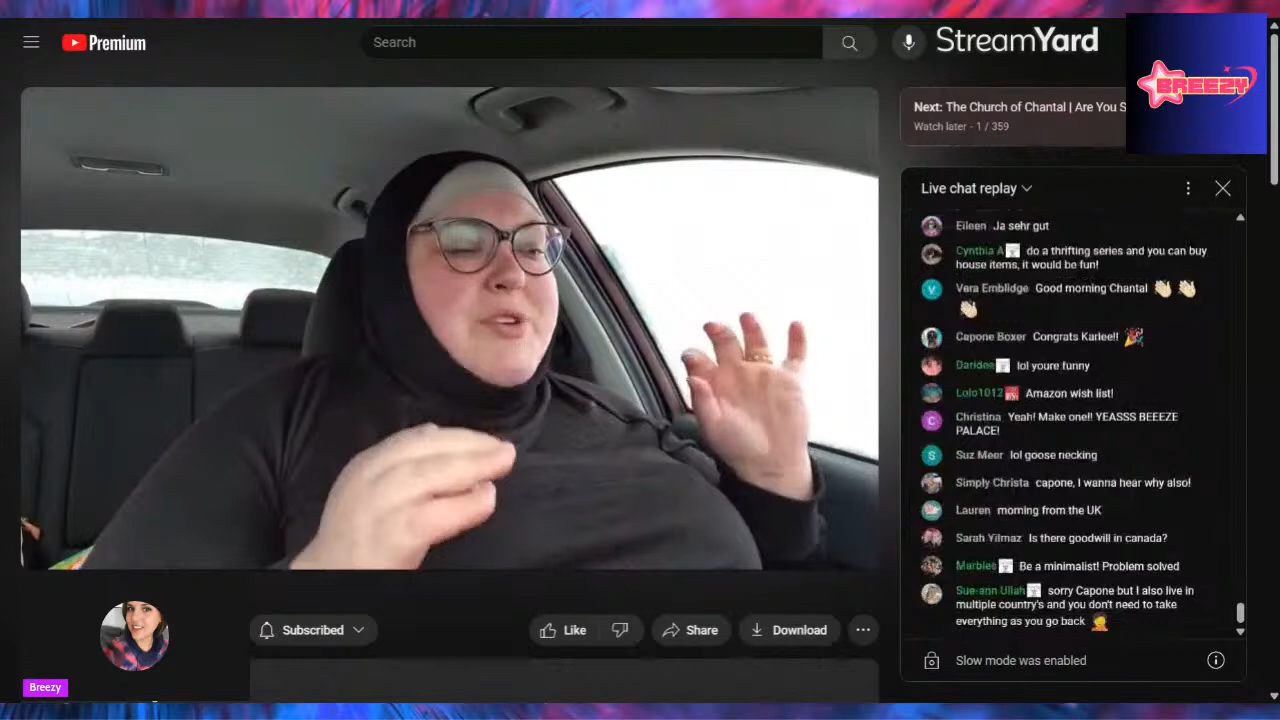 Premium
Search
StreamYard
BREEZY
Next: The Church of Chantal | Are You S
Watch later - 1 / 359
Live chat replay
Eileen Ja sehr gut
Cynthia A do a thrifting series and you can buy
house items, it would be fun!
Vera Emblidge Good morning Chantal
Capone Boxer Congrats Karlee!!
Daridee lol youre funny
Lolo1012 Amazon wish list!
Christina Yeah! Make one!! YEASSS BEEEZE
PALACE!
Suz Meer lol goose necking
Simply Christa capone, I wanna hear why also!
Lauren morning from the UK
Sarah Yilmaz Is there goodwill in canada?
Marbles Be a minimalist! Problem solved
Sue-ann Ullah sorry Capone but I also live in
multiple country's and you don't need to take
everything as you go back
Slow mode was enabled
Subscribed
Like
Share
Download
Breezy